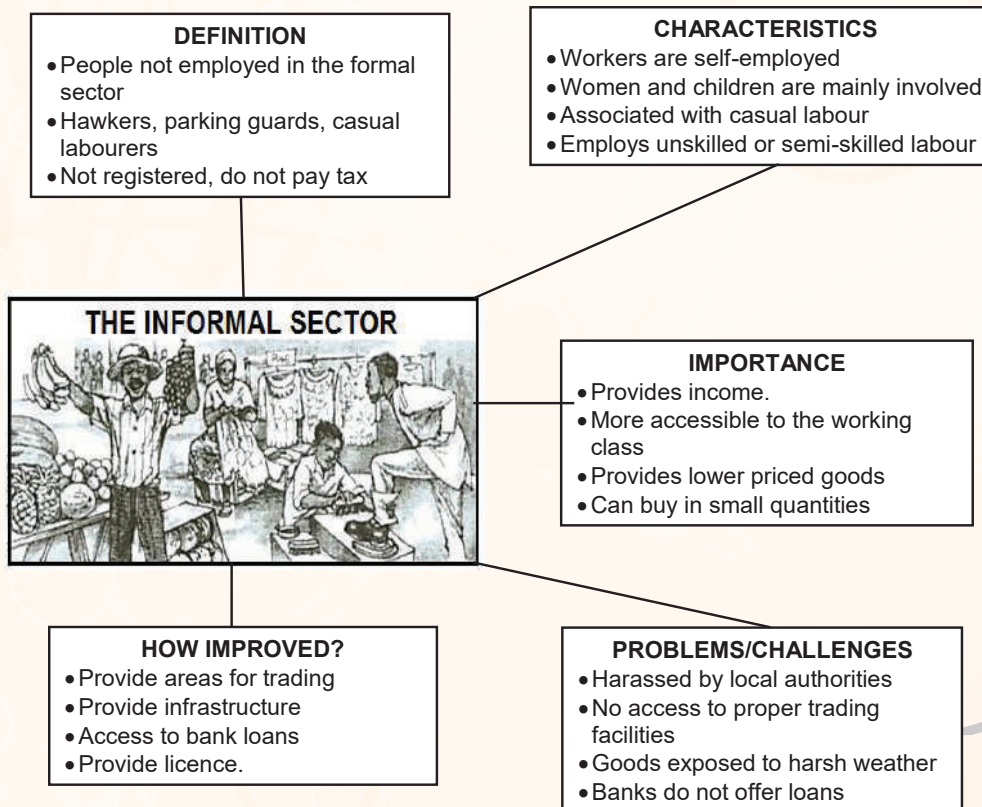 DEFINITION
• People not employed in the formal
sector
• Hawkers, parking guards, casual
labourers
• Not registered, do not pay tax
CHARACTERISTICS
• Workers are self-employed
• Women and children are mainly involved
• Associated with casual labour
• Employs unskilled or semi-skilled labour
THE INFORMAL SECTOR
IMPORTANCE
• Provides income.
• More accessible to the working
class
• Provides lower priced goods
• Can buy in small quantities
HOW IMPROVED?
• Provide areas for trading
• Provide infrastructure
• Access to bank loans
• Provide licence.
PROBLEMS/CHALLENGES
• Harassed by local authorities
• No access to proper trading
facilities
• Goods exposed to harsh weather
• Banks do not offer loans